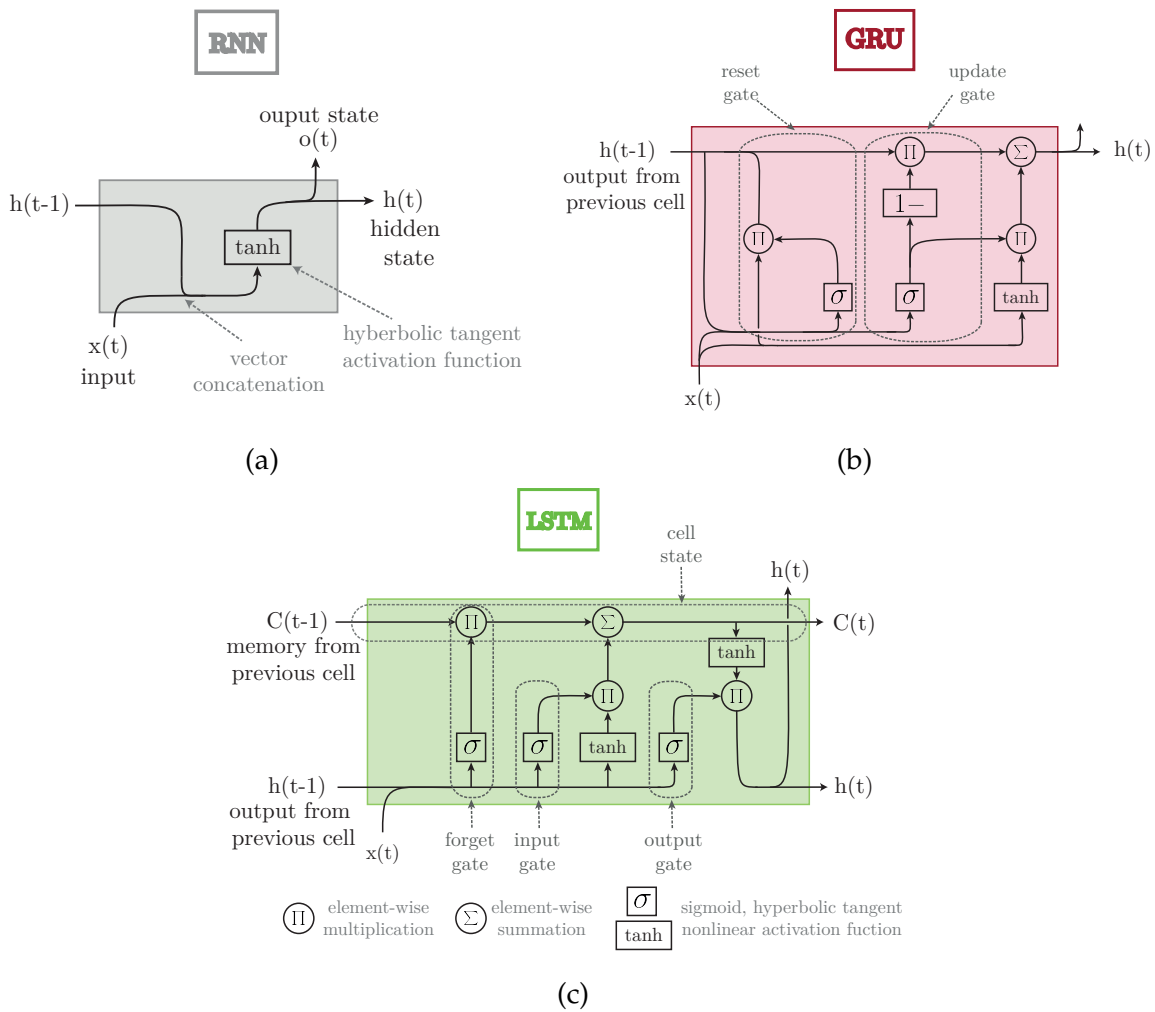 RNN
ouput state
o(t)
h(t-1)
h(t)
hidden
state
tanh
x(t)
input
vector
concatenation
hyberbolic tangent
activation function
(a)
GRU
reset
gate
update
gate
h(t-1)
output from
previous cell
Π
Σ
h(t)
1−
Π
Π
σ
σ
tanh
x(t)
(b)
LSTM
cell
state
h(t)
C(t-1)
memory from
previous cell
Π
Σ
C(t)
tanh
Π
Π
σ
σ
tanh
σ
h(t-1)
output from
previous cell
h(t)
x(t)
forget
gate
input
gate
output
gate
Π
element-wise
multiplication
Σ
element-wise
summation
σ
tanh
sigmoid, hyperbolic tangent
nonlinear activation fuction
(c)